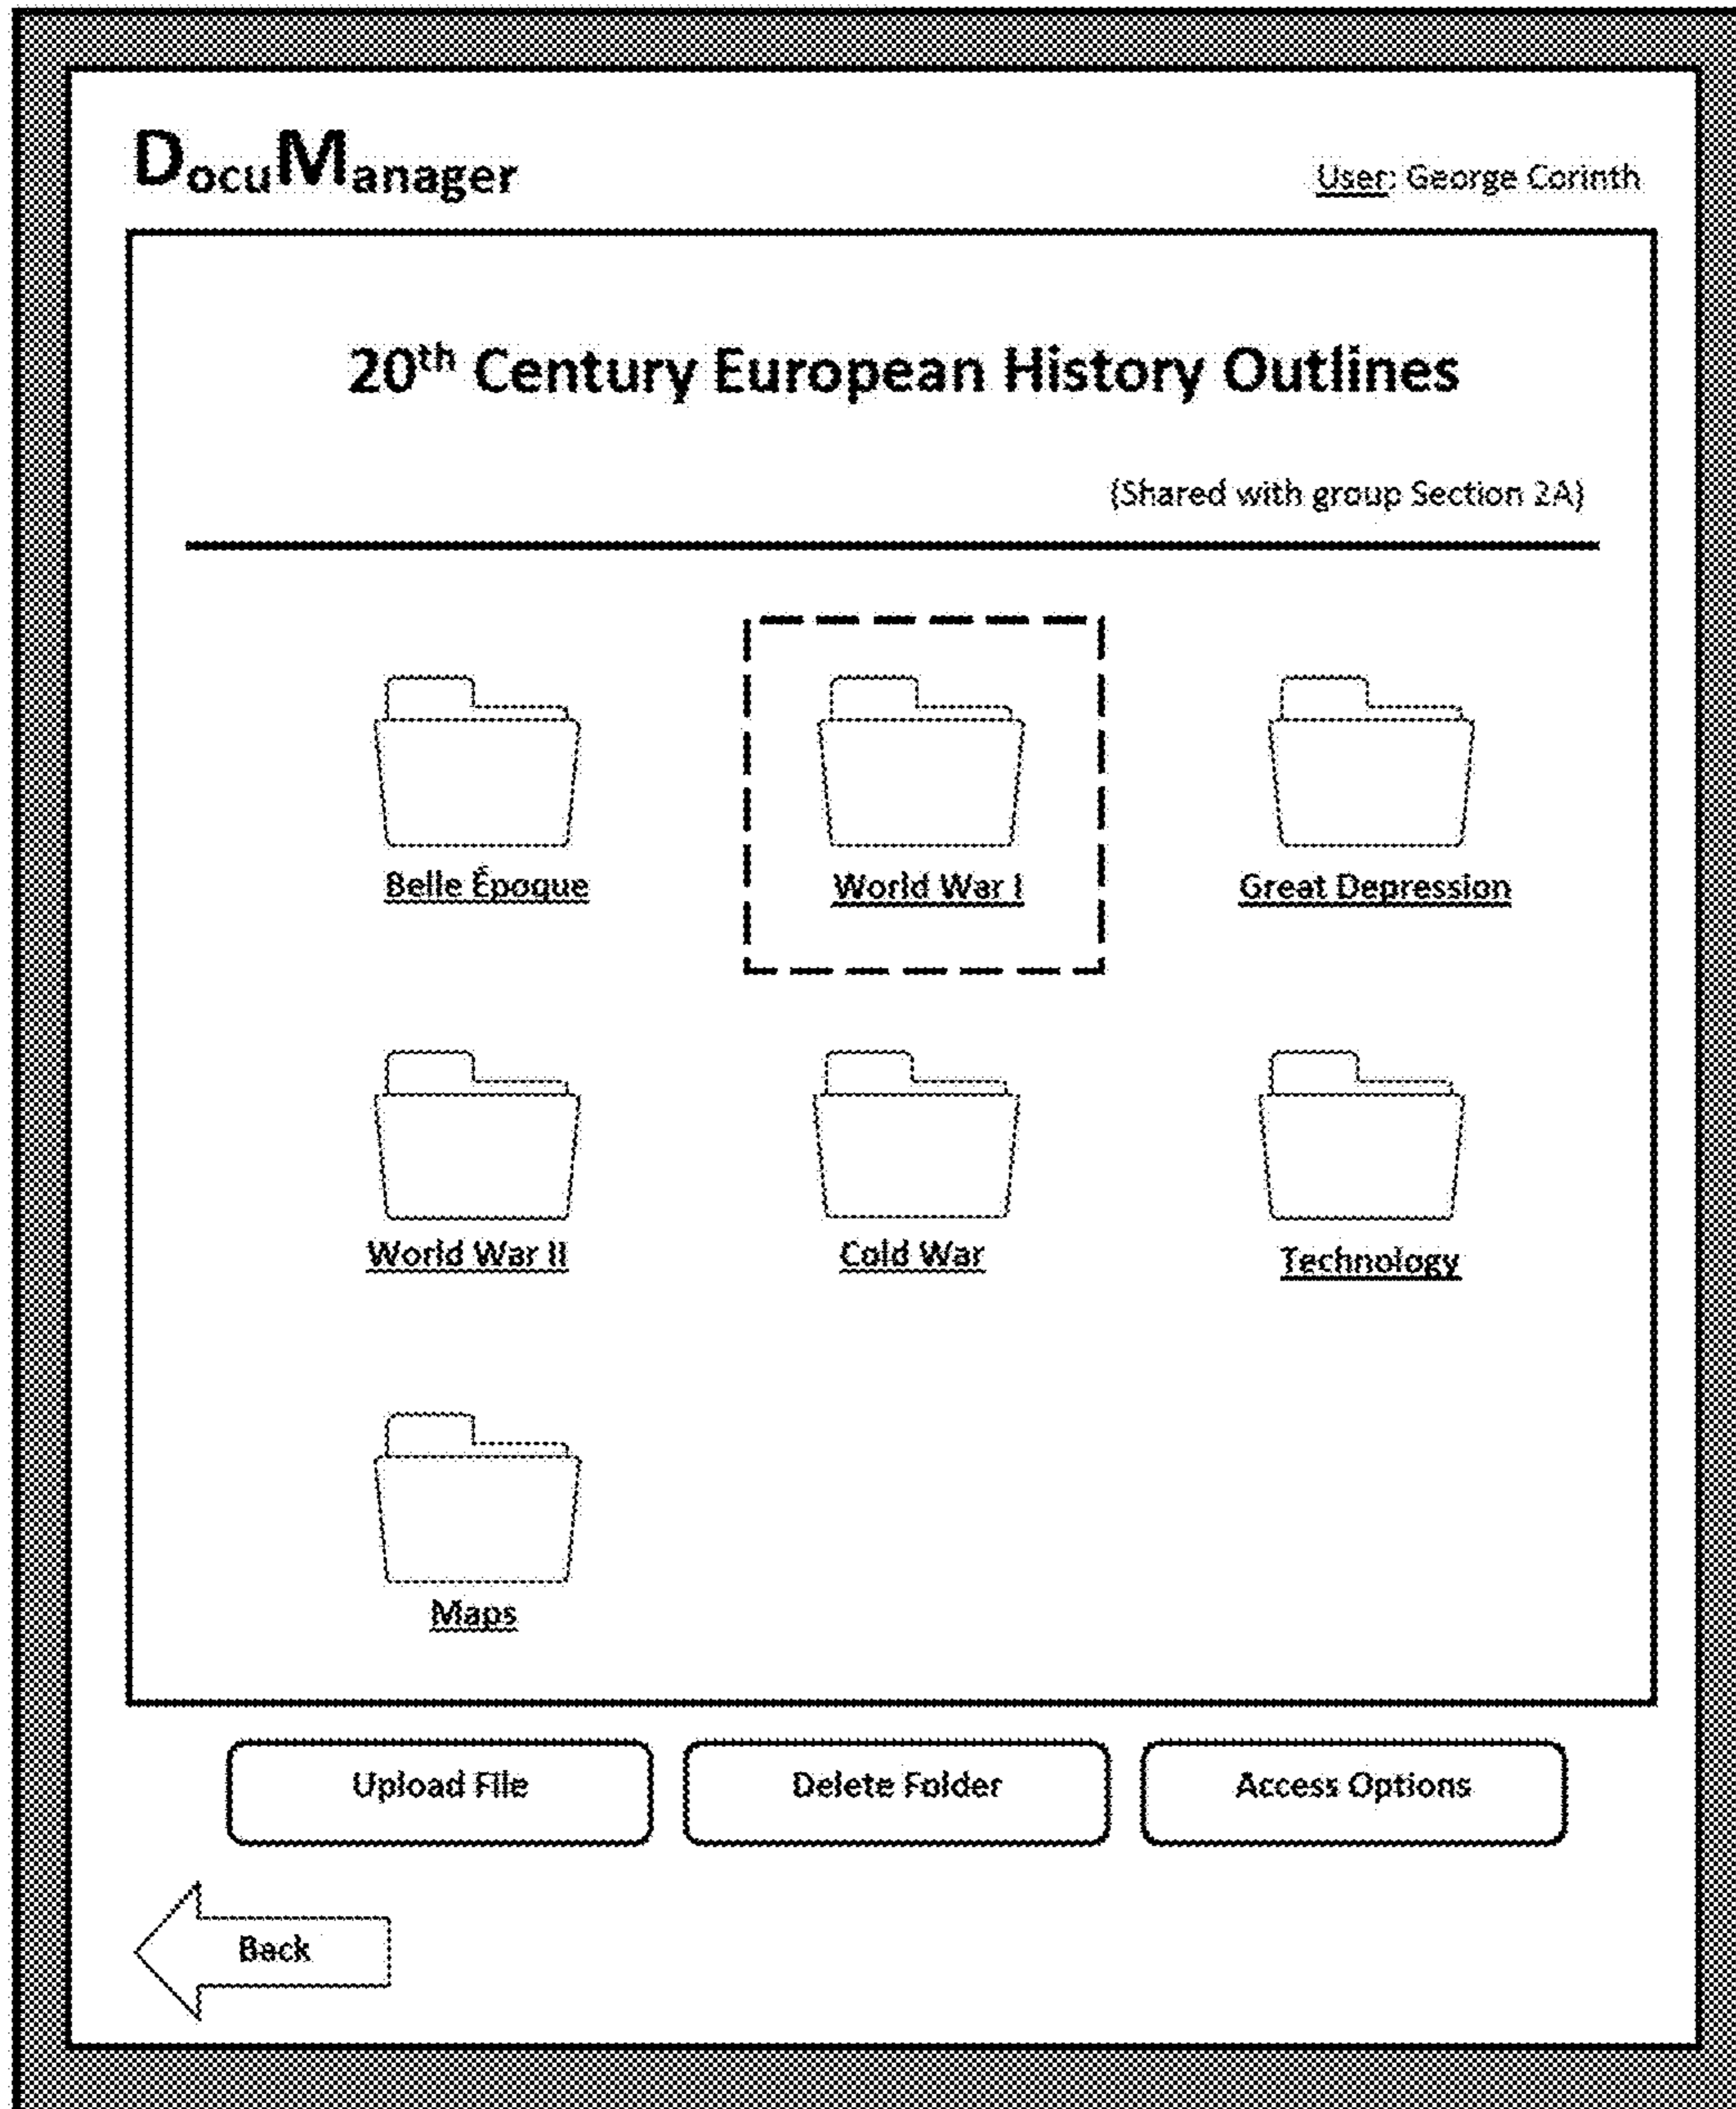 DocuManager
User: George Corinth
20th Century European History Outlines
(Shared with group Section 2A)
Belle Époque
World War I
Great Depression
World War II
Cold War
Technology
Maps
Upload File
Delete Folder
Access Options
Back